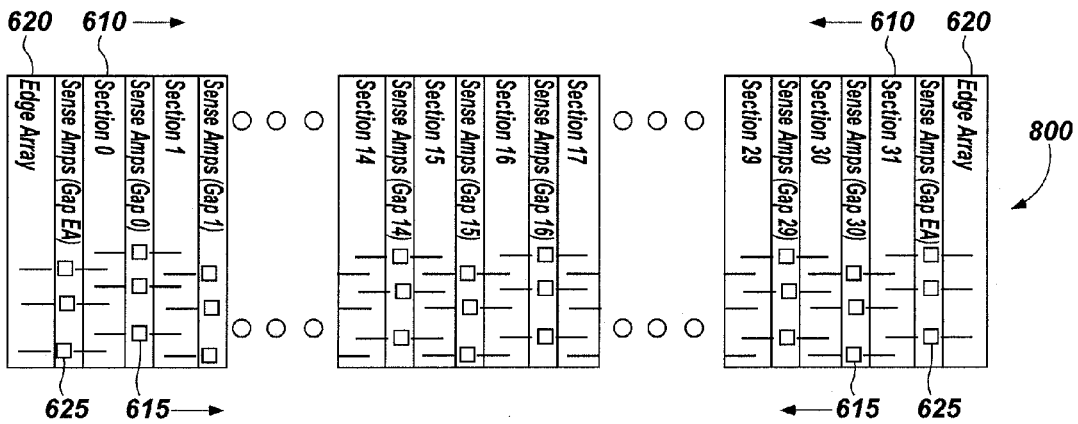 620 610 610 620
Edge Array
Sense Amps (Gap EA)
Section 0
Sense Amps (Gap 0)
Section 1
Sense Amps (Gap 1)
Section 14
Sense Amps (Gap 14)
Section 15
Sense Amps (Gap 15)
Section 16
Sense Amps (Gap 16)
Section 17
Section 29
Sense Amps (Gap 29)
Section 30
Sense Amps (Gap 30)
Section 31
Sense Amps (Gap EA)
Edge Array
800
625 615 615 625